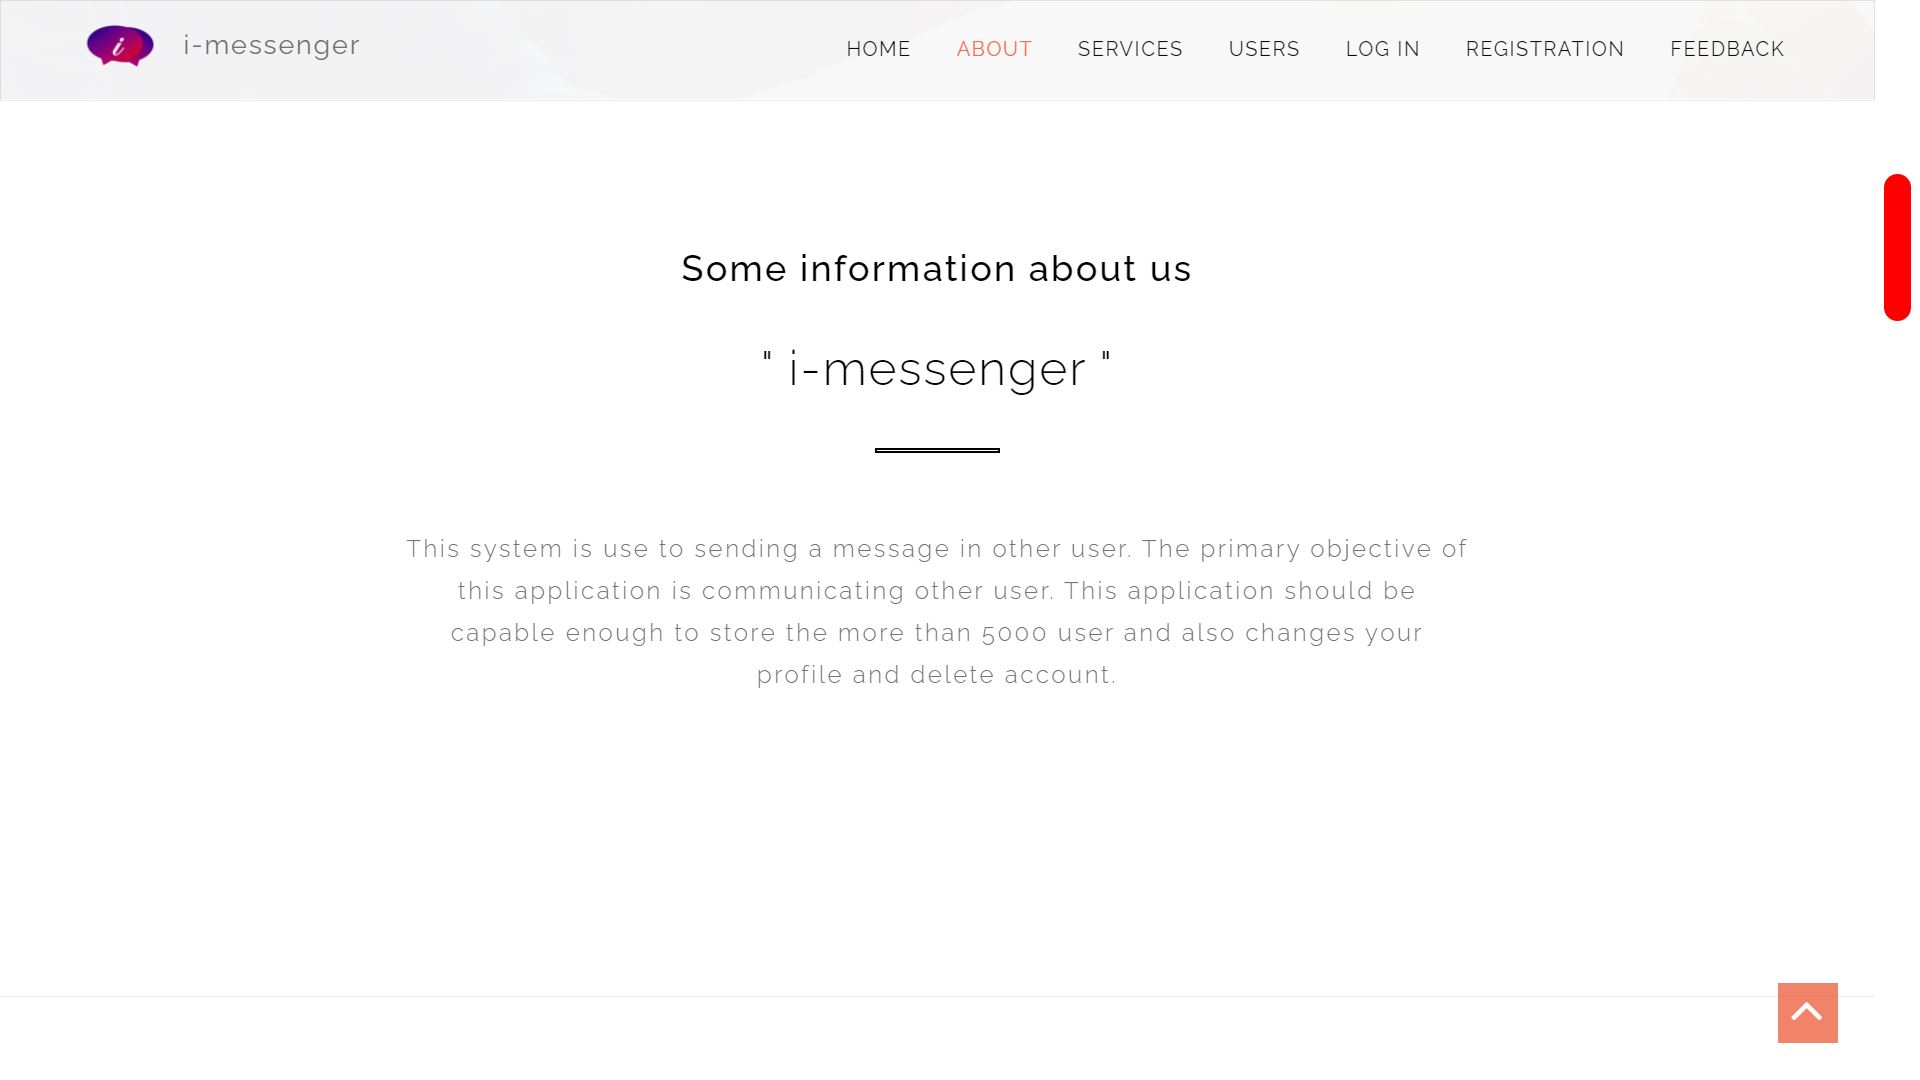 i
i-messenger
HOME ABOUT SERVICES USERS LOG IN REGISTRATION FEEDBACK
Some information about us
" i-messenger "
This system is use to sending a message in other user. The primary objective of
this application is communicating other user. This application should be
capable enough to store the more than 5000 user and also changes your
profile and delete account.